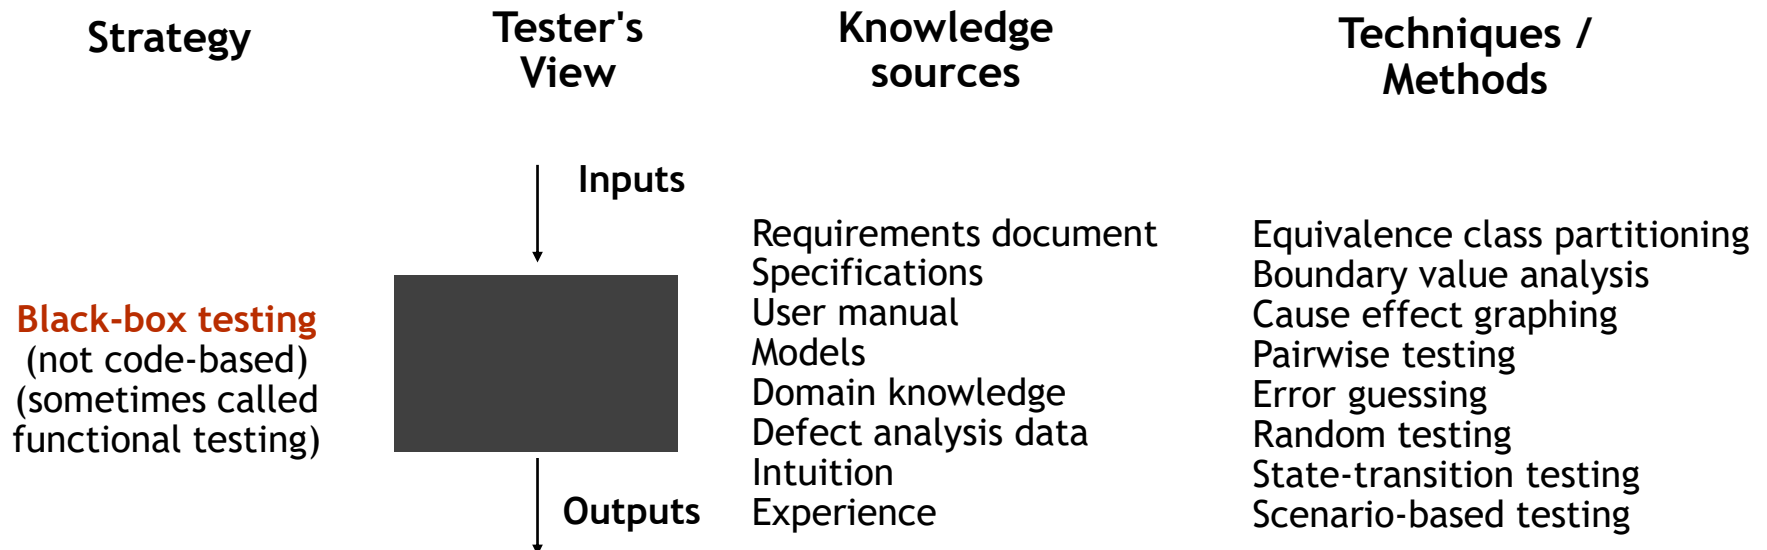 Strategy
Tester's
View
Knowledge
sources
Techniques /
Methods
Black-box testing
(not code-based)
(sometimes called
functional testing)
Inputs
Outputs
Requirements document
Specifications
User manual
Models
Domain knowledge
Defect analysis data
Intuition
Experience
Equivalence class partitioning
Boundary value analysis
Cause effect graphing
Pairwise testing
Error guessing
Random testing
State-transition testing
Scenario-based testing